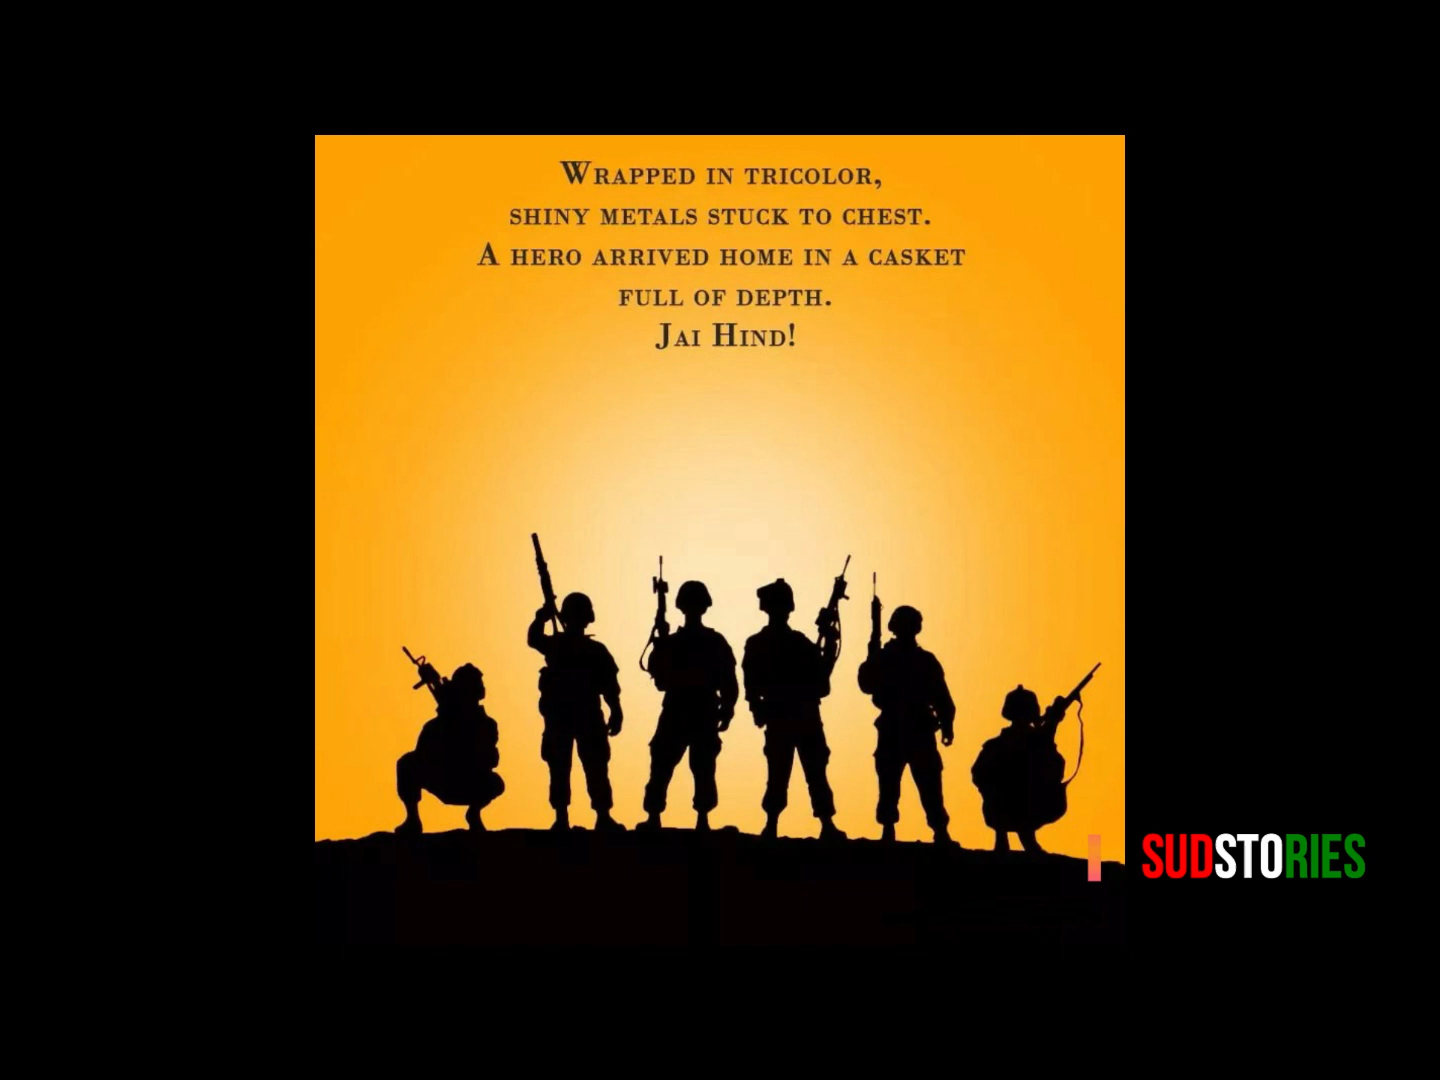 Wrapped in tricolor,
shiny metals stuck to chest.
A hero arrived home in a casket
full of depth.
Jai Hind!
SUDSTORIES